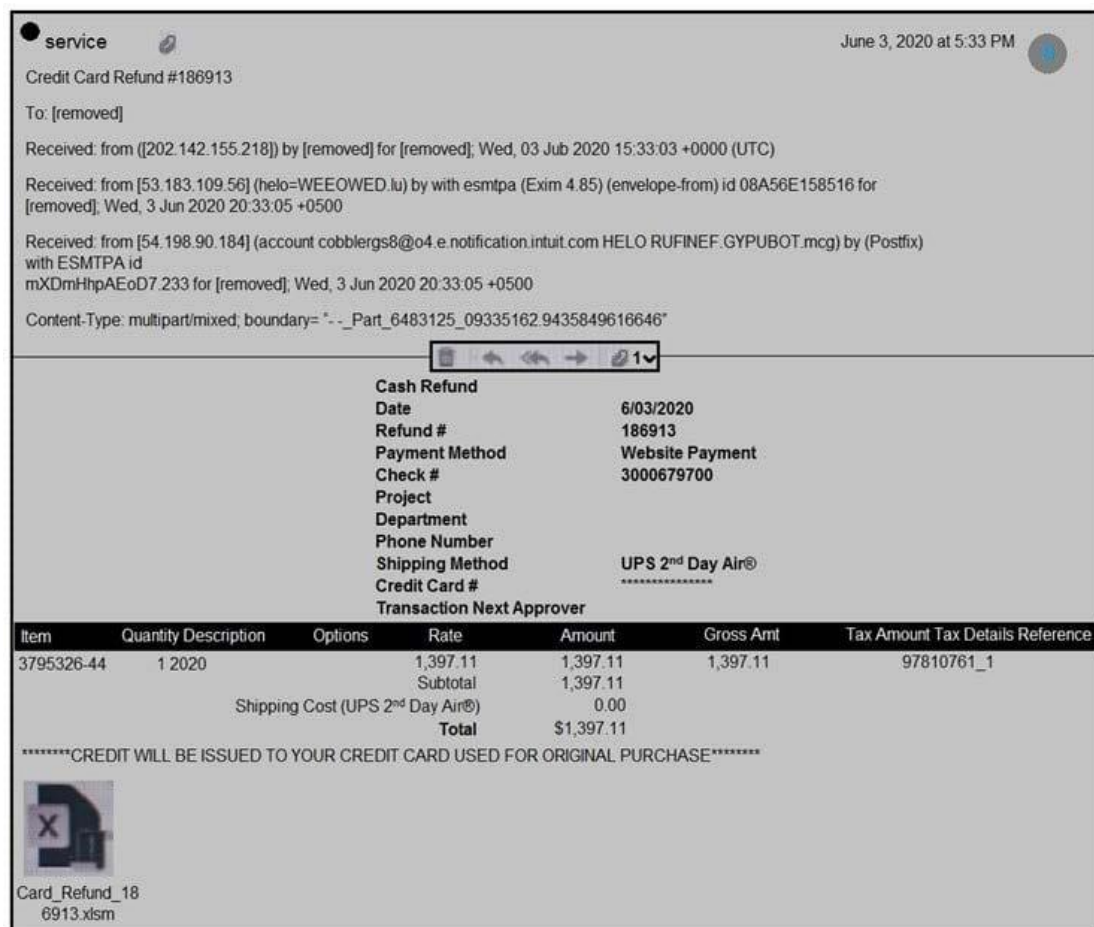 service
June 3, 2020 at 5:33 PM
Credit Card Refund #186913
To: [removed]
Received: from ([202.142.155.218]) by [removed] for [removed]; Wed, 03 Jub 2020 15:33:03 +0000 (UTC)
Received: from [53.183.109.56] (helo=WEEOWED.lu) by with esmtpa (Exim 4.85) (envelope-from) id 08A56E158516 for
[removed]; Wed, 3 Jun 2020 20:33:05 +0500
Received: from [54.198.90.184] (account cobblergs8@o4.e.notification.intuit.com HELO RUFINEF.GYPUBOT.mcg) by (Postfix)
with ESMTPA id
mXDmHhpAEoD7.233 for [removed]; Wed, 3 Jun 2020 20:33:05 +0500
Content-Type: multipart/mixed; boundary= "- -_Part_6483125_09335162.9435849616646"
1
Cash Refund
Date 6/03/2020
Refund # 186913
Payment Method Website Payment
Check # 3000679700
Project
Department
Phone Number
Shipping Method UPS 2nd Day Air®
Credit Card # ***************
Transaction Next Approver
Item Quantity Description Options Rate Amount Gross Amt Tax Amount Tax Details Reference
3795326-44 1 2020 1,397.11 1,397.11 1,397.11 97810761_1
Subtotal 1,397.11
Shipping Cost (UPS 2nd Day Air®) 0.00
Total $1,397.11
********CREDIT WILL BE ISSUED TO YOUR CREDIT CARD USED FOR ORIGINAL PURCHASE********
X
Card_Refund_18
6913.xlsm